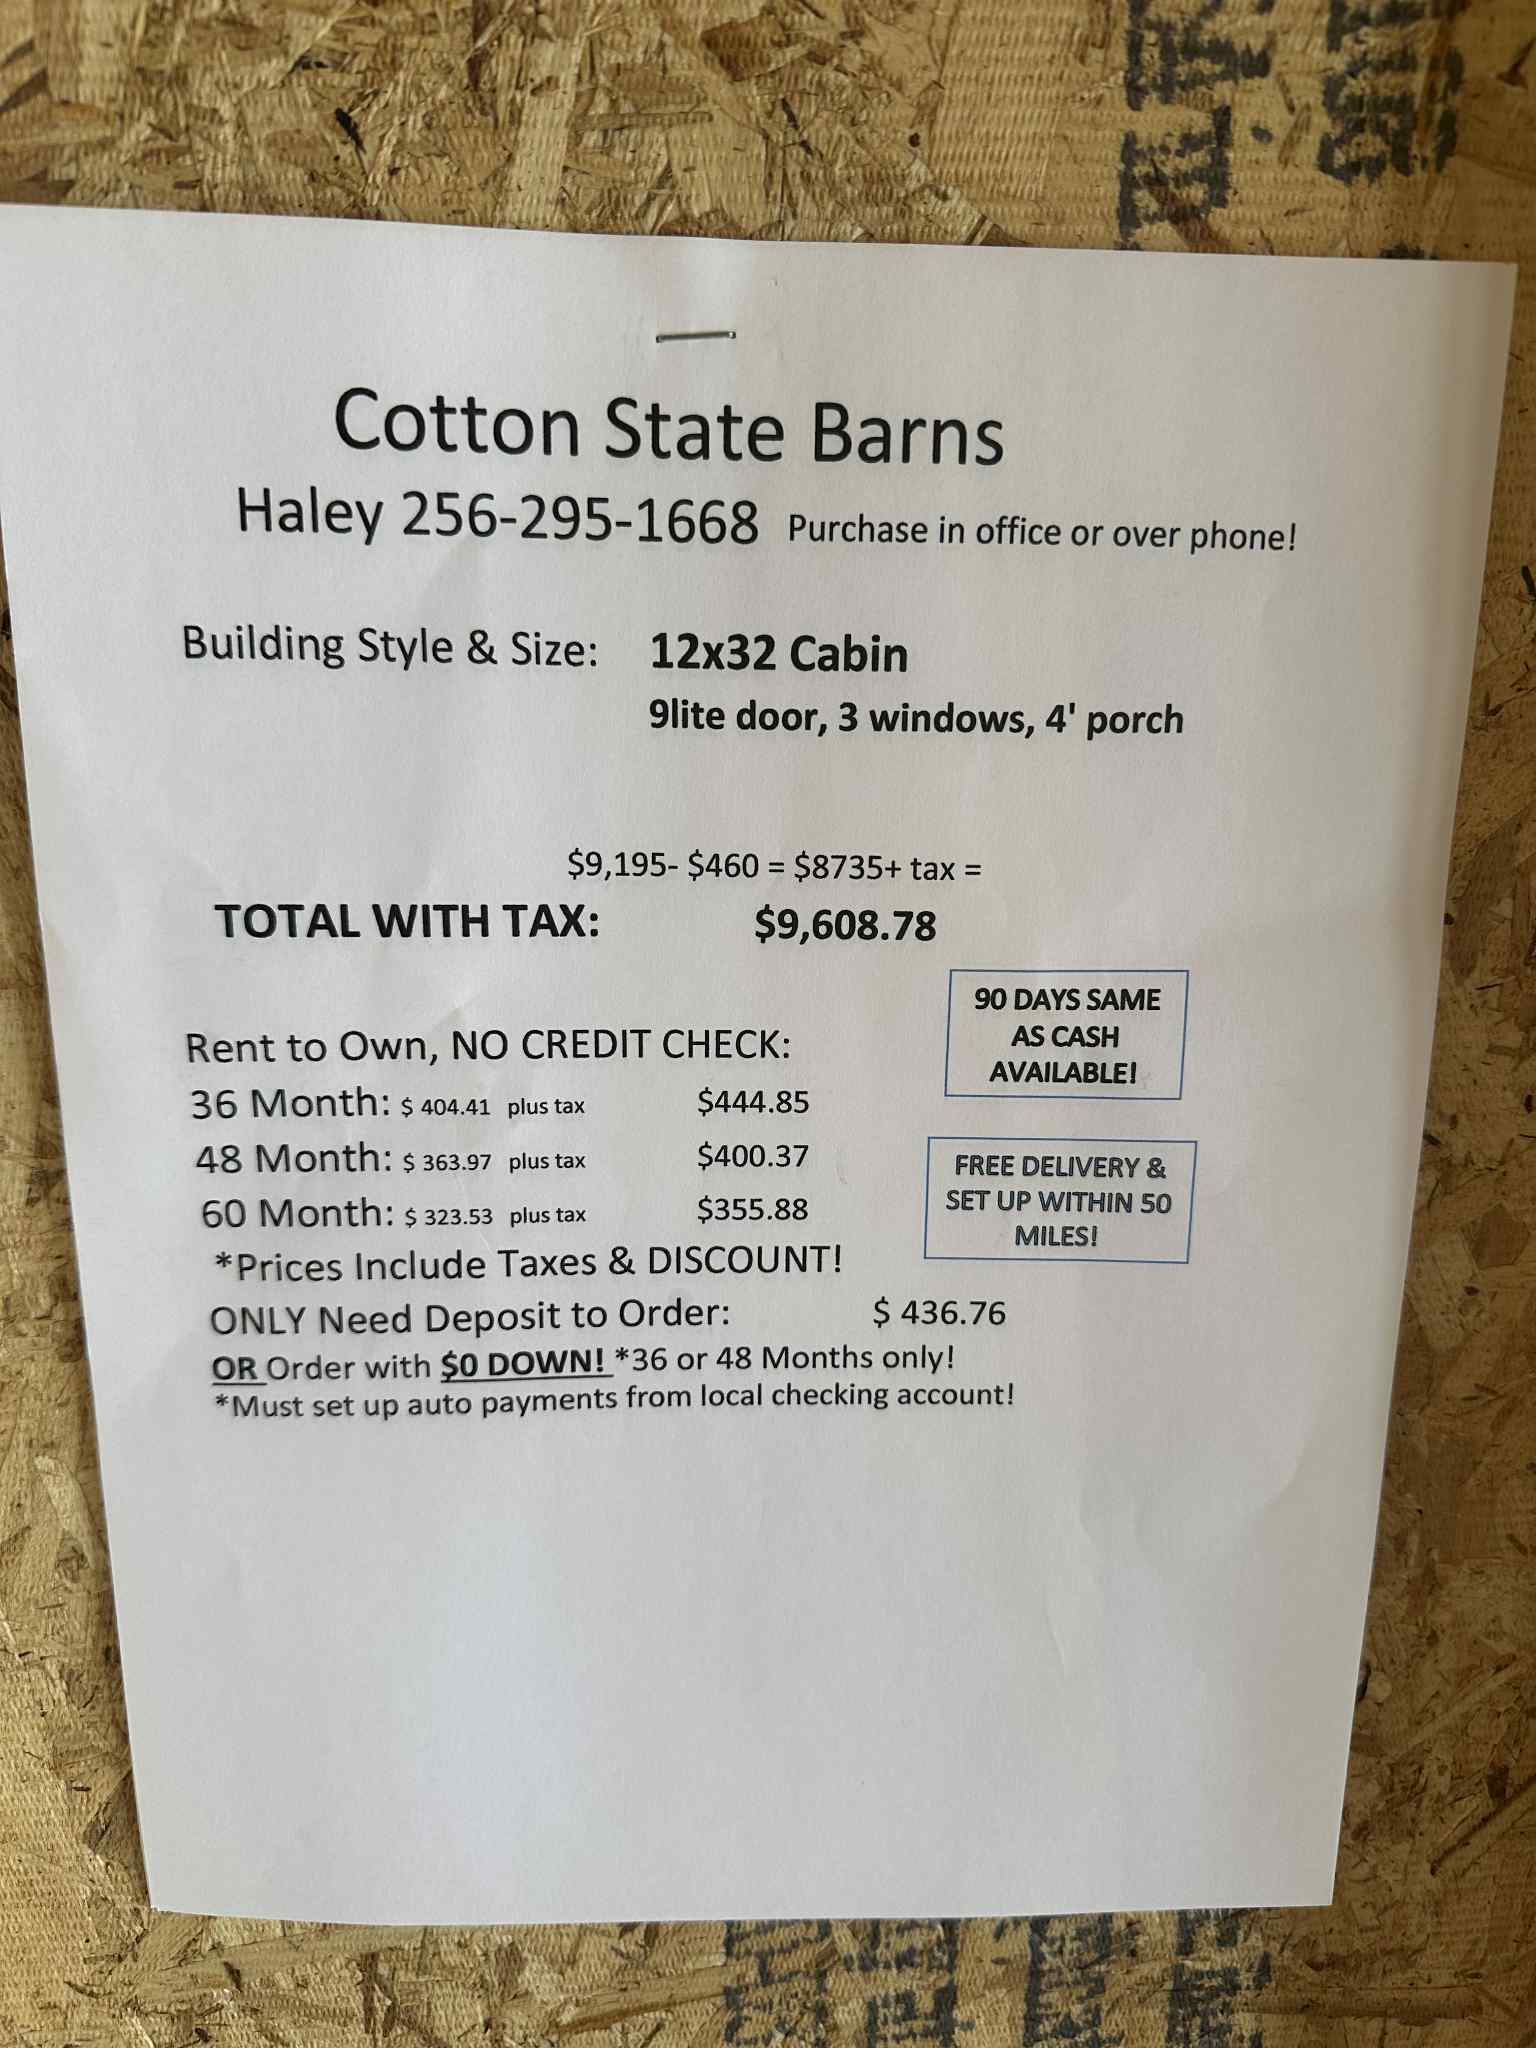 Cotton State Barns
Haley 256-295-1668 Purchase in office or over phone!
Building Style & Size: 12x32 Cabin
9lite door, 3 windows, 4' porch
$9,195- $460 = $8735+ tax =
TOTAL WITH TAX: $9,608.78
90 DAYS SAME
AS CASH
AVAILABLE!
Rent to Own, NO CREDIT CHECK:
36 Month: $ 404.41 plus tax $444.85
48 Month: $ 363.97 plus tax $400.37
60 Month: $ 323.53 plus tax $355.88
FREE DELIVERY &
SET UP WITHIN 50
MILES!
*Prices Include Taxes & DISCOUNT!
ONLY Need Deposit to Order: $ 436.76
OR Order with $0 DOWN! *36 or 48 Months only!
*Must set up auto payments from local checking account!